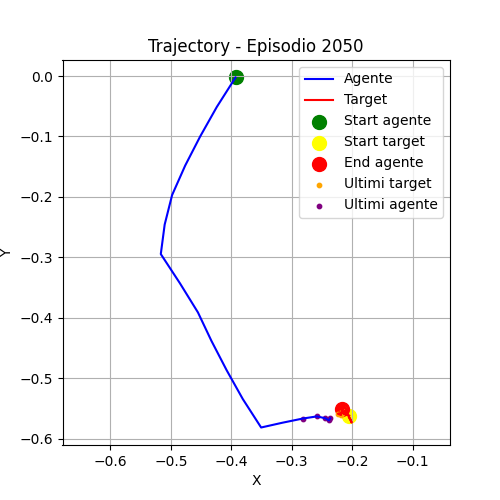 Trajectory - Episodio 2050
Agente
Target
Start agente
Start target
End agente
Ultimi target
Ultimi agente
0.0
−0.1
−0.2
−0.3
−0.4
−0.5
−0.6
Y
−0.6
−0.5
−0.4
−0.3
−0.2
−0.1
X